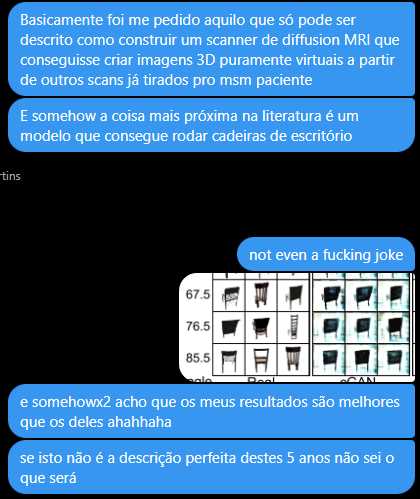 Basicamente foi me pedido aquilo que só pode ser
descrito como construir um scanner de diffusion MRI que
conseguisse criar imagens 3D puramente virtuais a partir
de outros scans já tirados pro msm paciente
E somehow a coisa mais próxima na literatura é um
modelo que consegue rodar cadeiras de escritório
rtins
not even a fucking joke
67.5
76.5
85.5
Real
cGAN
e somehowx2 acho que os meus resultados são melhores
que os deles ahahhaha
se isto não é a descrição perfeita destes 5 anos não sei o
que será